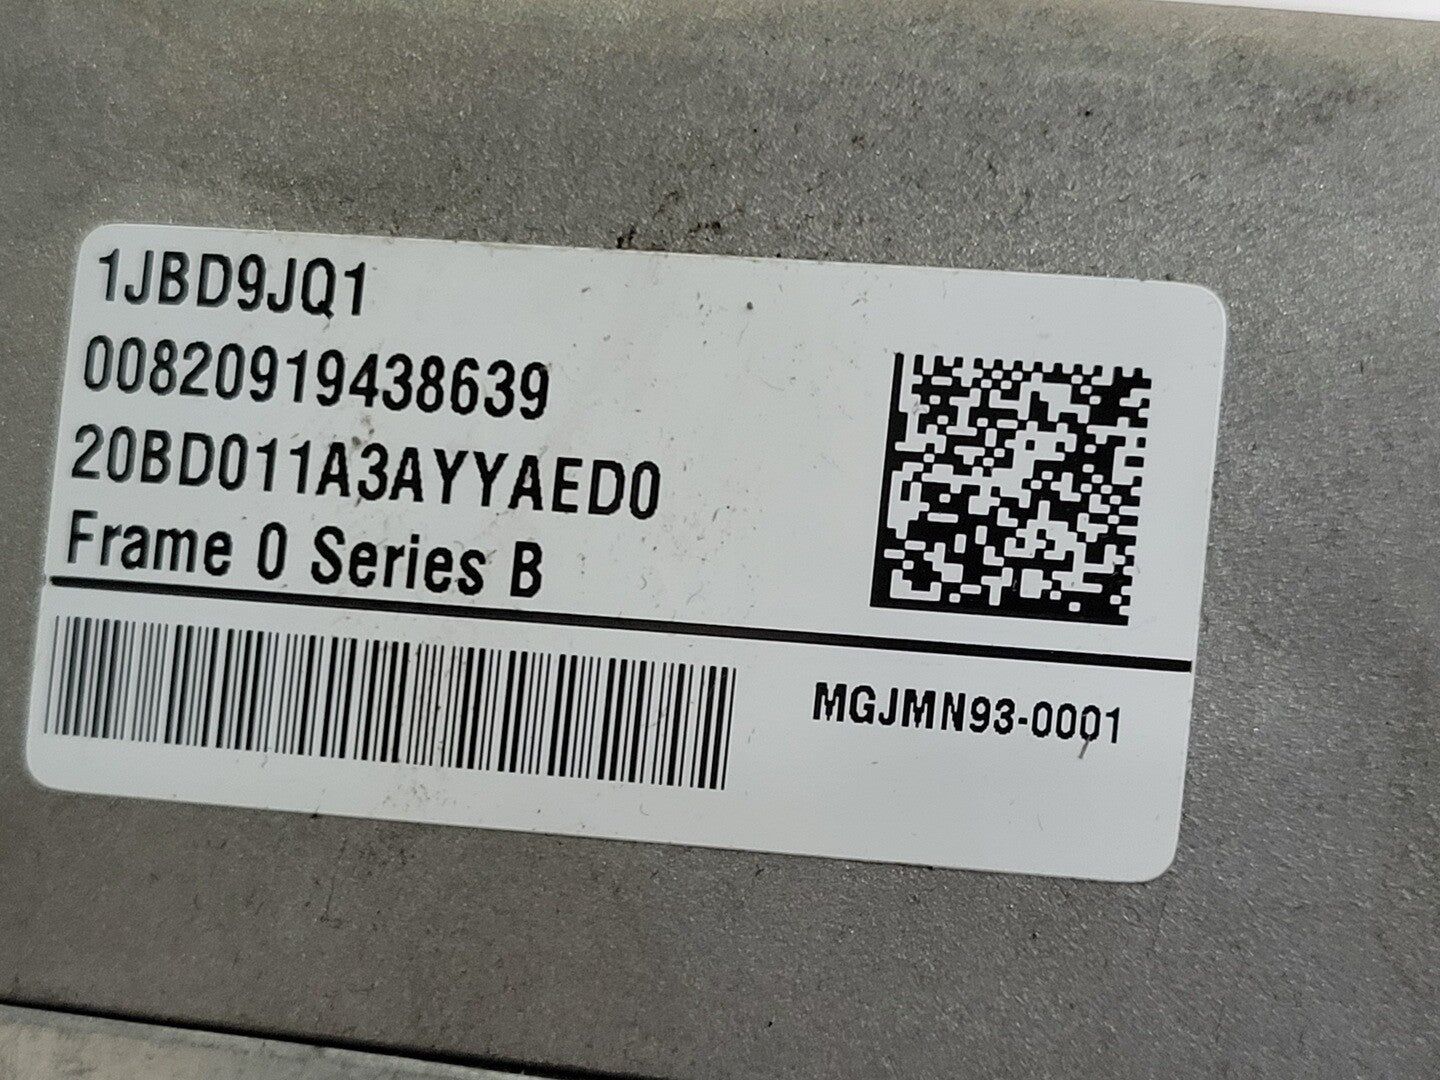 1JBD9JQ1
00820919438639
20BD011A3AYYAED0
Frame 0 Series B
MGJMN93-0001